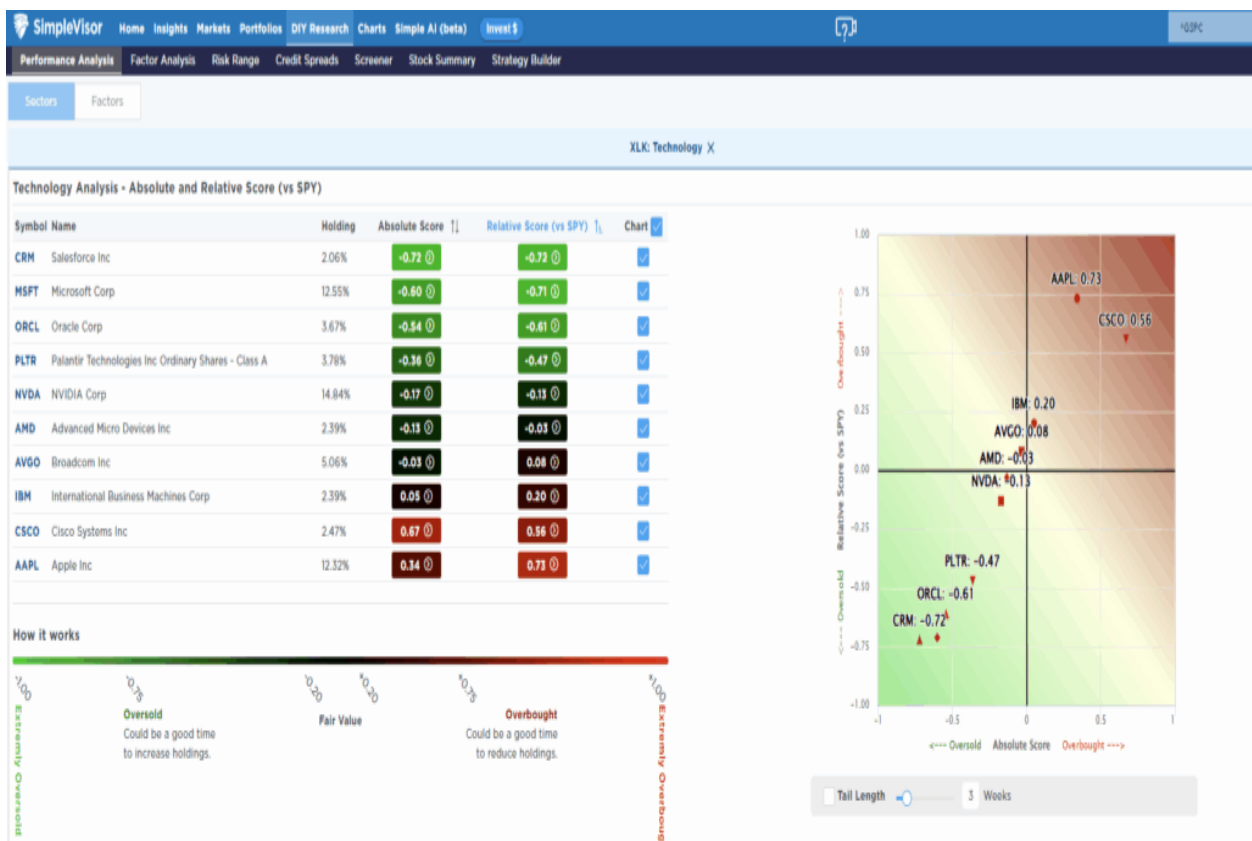 SimpleVisor Home Insights Markets Portfolios DIY Research Charts Simple AI (beta) Invest $
Performance Analysis Factor Analysis Risk Range Credit Spreads Screener Stock Summary Strategy Builder
Sectors Factors
XLK: Technology X
Technology Analysis - Absolute and Relative Score (vs SPY)
Symbol Name Holding Absolute Score Relative Score (vs SPY) Chart
CRM Salesforce Inc 2.06% -0.72 -0.72
MSFT Microsoft Corp 12.55% -0.60 -0.71
ORCL Oracle Corp 3.67% -0.54 -0.61
PLTR Palantir Technologies Inc Ordinary Shares - Class A 3.78% -0.36 -0.47
NVDA NVIDIA Corp 14.84% -0.17 -0.13
AMD Advanced Micro Devices Inc 2.39% -0.13 -0.03
AVGO Broadcom Inc 5.06% -0.03 0.08
IBM International Business Machines Corp 2.39% 0.05 0.20
CSCO Cisco Systems Inc 2.47% 0.67 0.56
AAPL Apple Inc 12.32% 0.34 0.73
How it works
-1.00 -0.75 -0.20 +0.20 +0.75 +1.00
Extremly Oversold
Oversold
Could be a good time
to increase holdings.
Fair Value
Overbought
Could be a good time
to reduce holdings.
Extremly Overboug
1.00
0.75
0.50
0.25
0.00
-0.25
-0.50
-0.75
-1.00
<--- Oversold Relative Score (vs SPY) Overbought --->
AAPL: 0.73
CSCO: 0.56
IBM: 0.20
AVGO: 0.08
AMD: -0.03
NVDA: -0.13
PLTR: -0.47
ORCL: -0.61
CRM: -0.72
-1 -0.5 0 0.5 1
<--- Oversold Absolute Score Overbought --->
Tail Length 3 Weeks